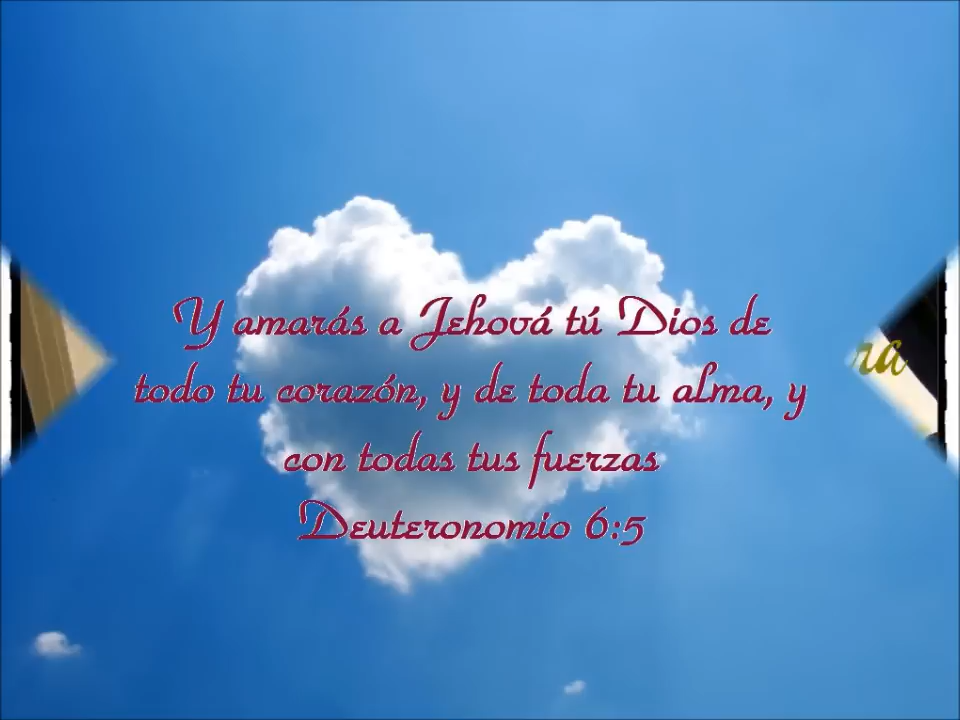 Y amarás a Jehová tú Dios de
todo tu corazón, y de toda tu alma, y
con todas tus fuerzas
Deuteronomio 6:5